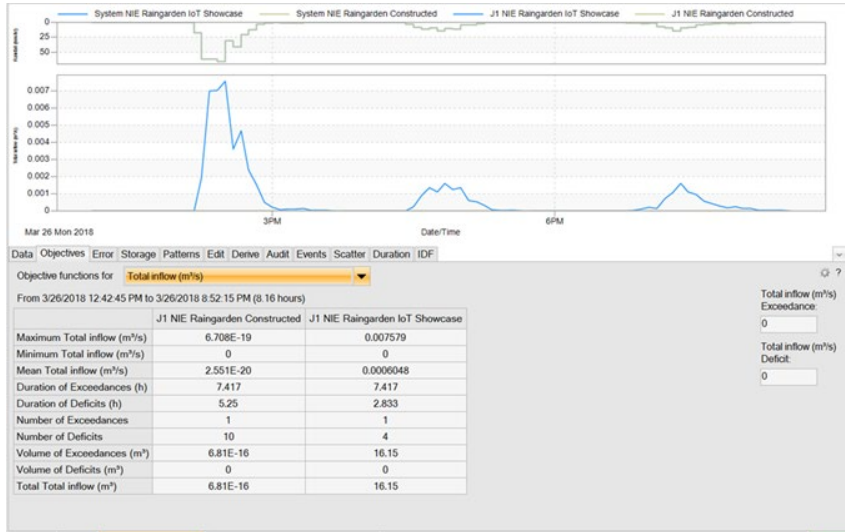 System NIE Raingarden IoT Showcase System NIE Raingarden Constructed J1 NIE Raingarden IoT Showcase J1 NIE Raingarden Constructed
0
25
50
0.007
0.006
0.005
0.004
0.003
0.002
0.001
0
3PM 6PM
Mar 26 Mon 2018 Date/Time
Data Objectives Error Storage Patterns Edit Derive Audit Events Scatter Duration IDF
Objective functions for Total inflow (m³/s)
From 3/26/2018 12:42:45 PM to 3/26/2018 8:52:15 PM (8.16 hours)
J1 NIE Raingarden Constructed J1 NIE Raingarden IoT Showcase
Maximum Total inflow (m³/s) 6.708E-19 0.007579
Minimum Total inflow (m³/s) 0 0
Mean Total inflow (m³/s) 2.551E-20 0.0006048
Duration of Exceedances (h) 7.417 7.417
Duration of Deficits (h) 5.25 2.833
Number of Exceedances 1 1
Number of Deficits 10 4
Volume of Exceedances (m³) 6.81E-16 16.15
Volume of Deficits (m³) 0 0
Total Total inflow (m³) 6.81E-16 16.15
?
Total inflow (m³/s)
Exceedance:
0
Total inflow (m³/s)
Deficit:
0